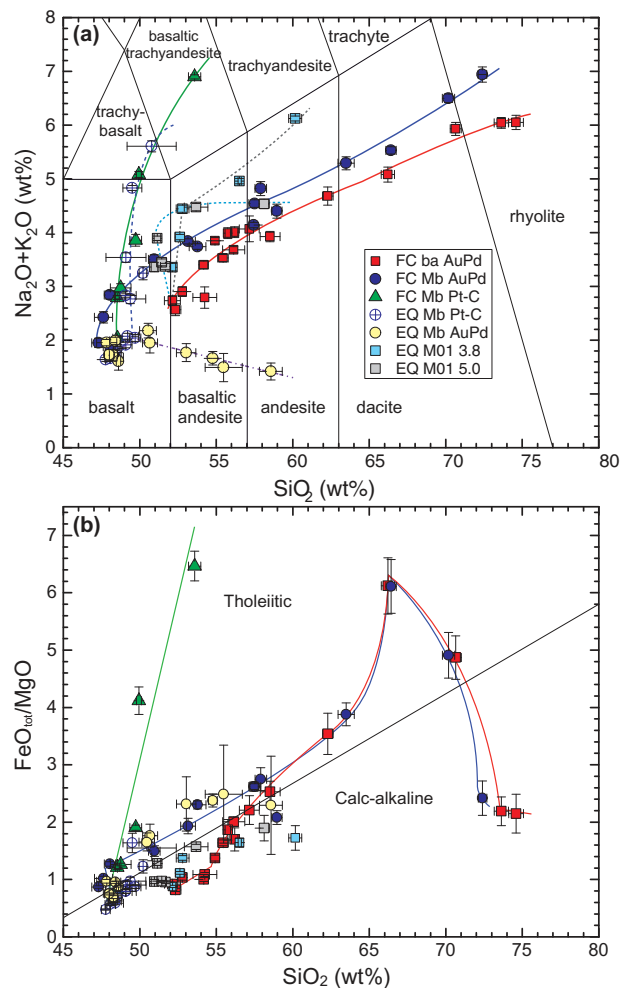 (a)
basaltic
trachyandesite
trachyte
trachyandesite
trachy-
basalt
rhyolite
basalt
basaltic
andesite
andesite
dacite
FC ba AuPd
FC Mb AuPd
FC Mb Pt-C
EQ Mb Pt-C
EQ Mb AuPd
EQ M01 3.8
EQ M01 5.0
Na₂O+K₂O (wt%)
8
7
6
5
4
3
2
1
0
45 50 55 60 65 70 75 80
SiO₂ (wt%)
(b)
Tholeiitic
Calc-alkaline
FeO_tot/MgO
7
6
5
4
3
2
1
0
45 50 55 60 65 70 75 80
SiO₂ (wt%)